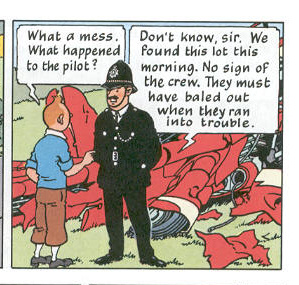 What a mess.
What happened
to the pilot?
Don't know, sir. We
found this lot this
morning. No sign of
the crew. They must
have baled out
when they ran
into trouble.